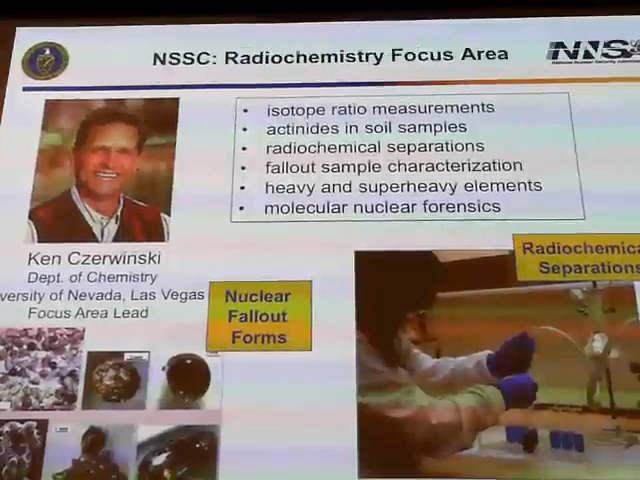 NSSC: Radiochemistry Focus Area
NNS
• isotope ratio measurements
• actinides in soil samples
• radiochemical separations
• fallout sample characterization
• heavy and superheavy elements
• molecular nuclear forensics
Ken Czerwinski
Dept. of Chemistry
versity of Nevada, Las Vegas
Focus Area Lead
Nuclear
Fallout
Forms
Radiochemica
Separations